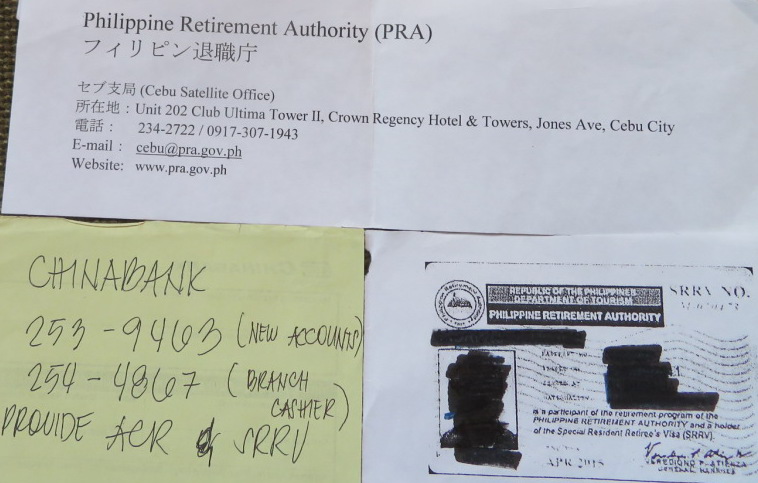 Philippine Retirement Authority (PRA)
フィリピン退職庁
セブ支局 (Cebu Satellite Office)
所在地：Unit 202 Club Ultima Tower II, Crown Regency Hotel & Towers, Jones Ave, Cebu City
電話： 234-2722 / 0917-307-1943
E-mail： cebu@pra.gov.ph
Website: www.pra.gov.ph
CHINABANK
253-9463 (NEW ACCOUNTS)
254-4867 (BRANCH
CASHIER)
PROVIDE ACR & SRRV
REPUBLIC OF THE PHILIPPINES
DEPARTMENT OF TOURISM
PHILIPPINE RETIREMENT AUTHORITY
SRRV NO.
is a participant of the retirement program of the
PHILIPPINE RETIREMENT AUTHORITY and a holder
of the Special Resident Retiree's Visa (SRRV).
APR 2015
VEREDIGNO P. ATIENZA
GENERAL MANAGER